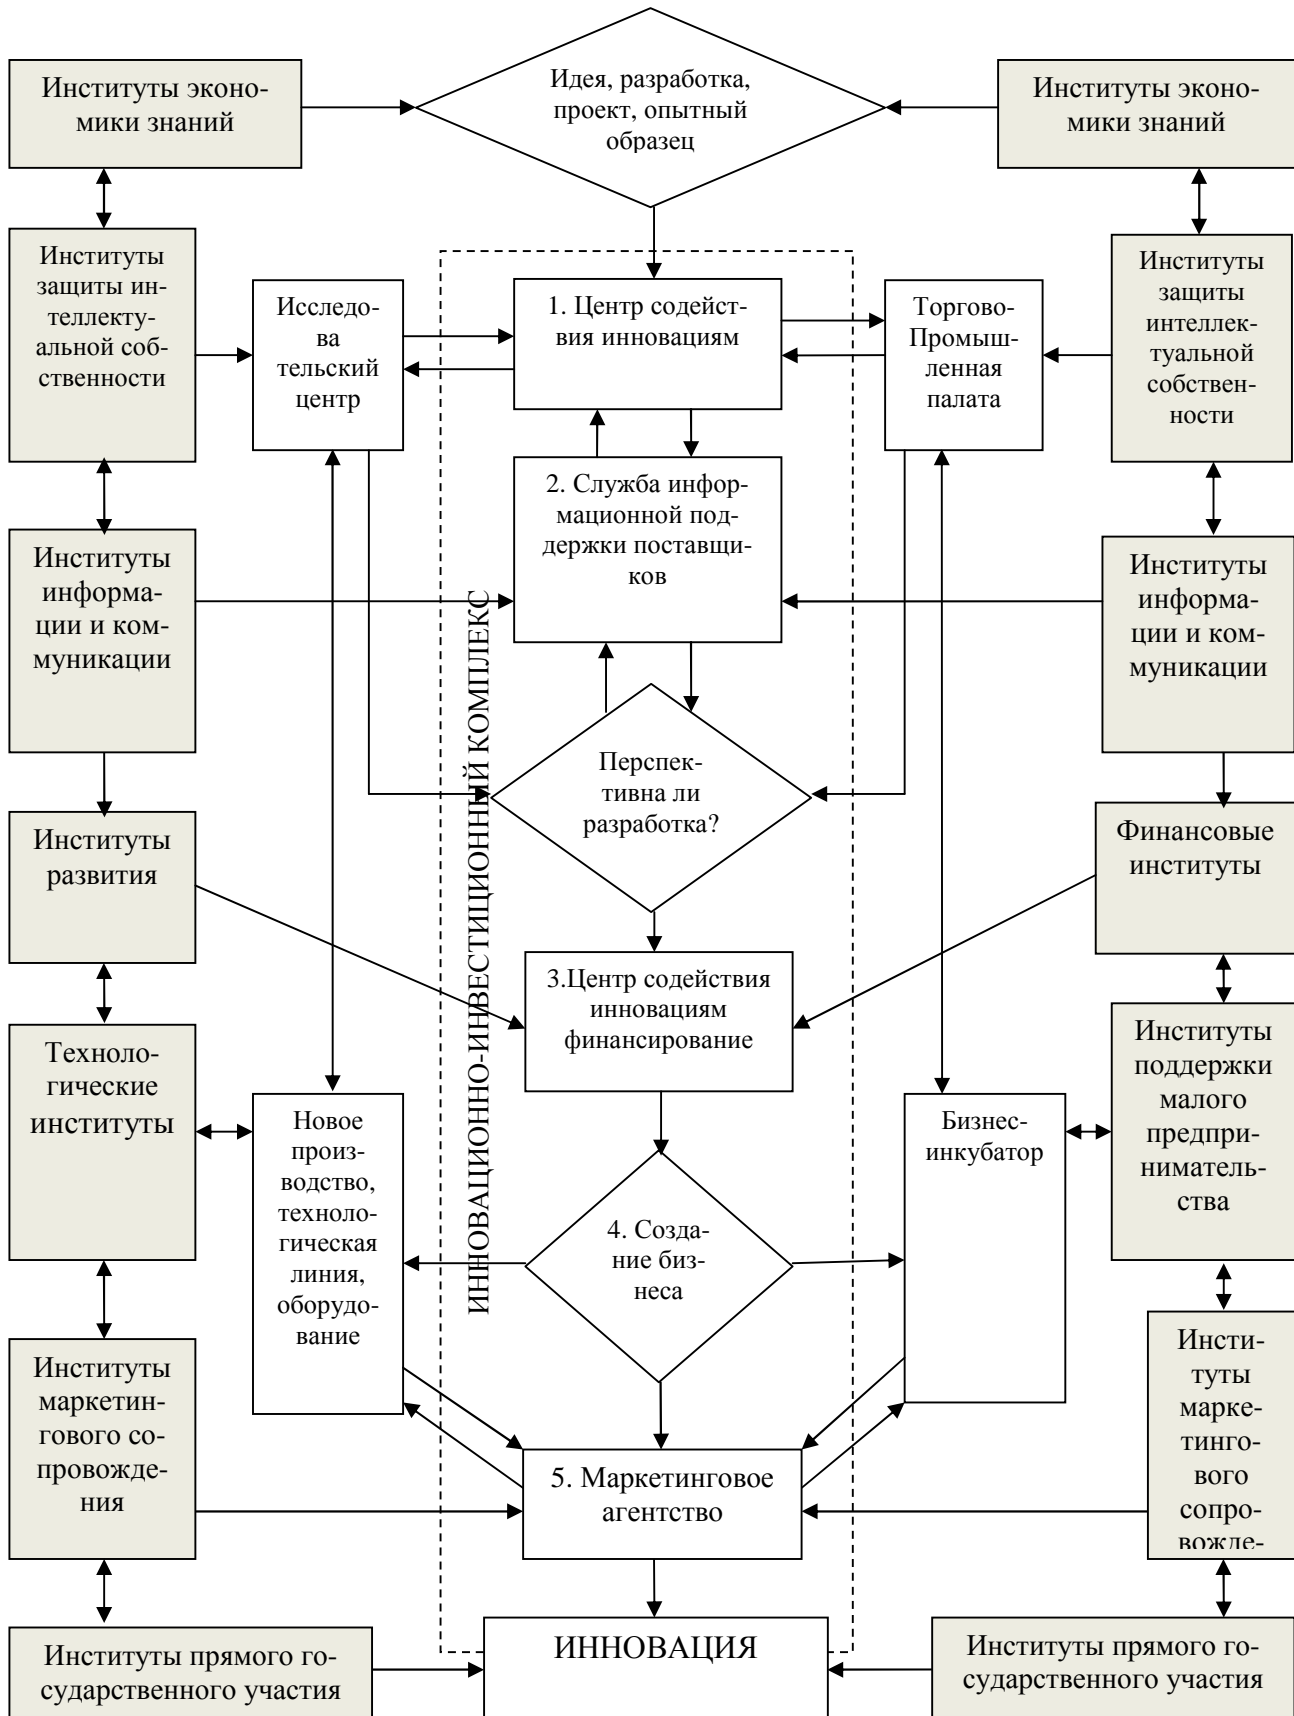 Институты эконо-
мики знаний
Идея, разработка,
проект, опытный
образец
Институты эконо-
мики знаний
Институты
защиты ин-
теллекту-
альной соб-
ственности
Исследо-
ва
тельский
центр
1. Центр содейст-
вия инновациям
Торгово-
Промыш-
ленная
палата
Институты
защиты
интеллек-
туальной
собствен-
ности
2. Служба инфор-
мационной под-
держки поставщи-
ков
Институты
информа-
ции и ком-
муникации
Институты
информа-
ции и ком-
муникации
ИННОВАЦИОННО-ИНВЕСТИЦИОННЫЙ КОМПЛЕКС
Перспек-
тивна ли
разработка?
Институты
развития
Финансовые
институты
3.Центр содействия
инновациям
финансирование
Техноло-
гические
институты
Институты
поддержки
малого
предпри-
ниматель-
ства
Новое
произ-
водство,
техноло-
гическая
линия,
оборудо-
вание
Бизнес-
инкубатор
4. Созда-
ние биз-
неса
Институты
маркетин-
гового со-
провожде-
ния
Инсти-
туты
марке-
тинго-
вого
сопро-
вожде-
5. Маркетинговое
агентство
Институты прямого го-
сударственного участия
ИННОВАЦИЯ
Институты прямого го-
сударственного участия